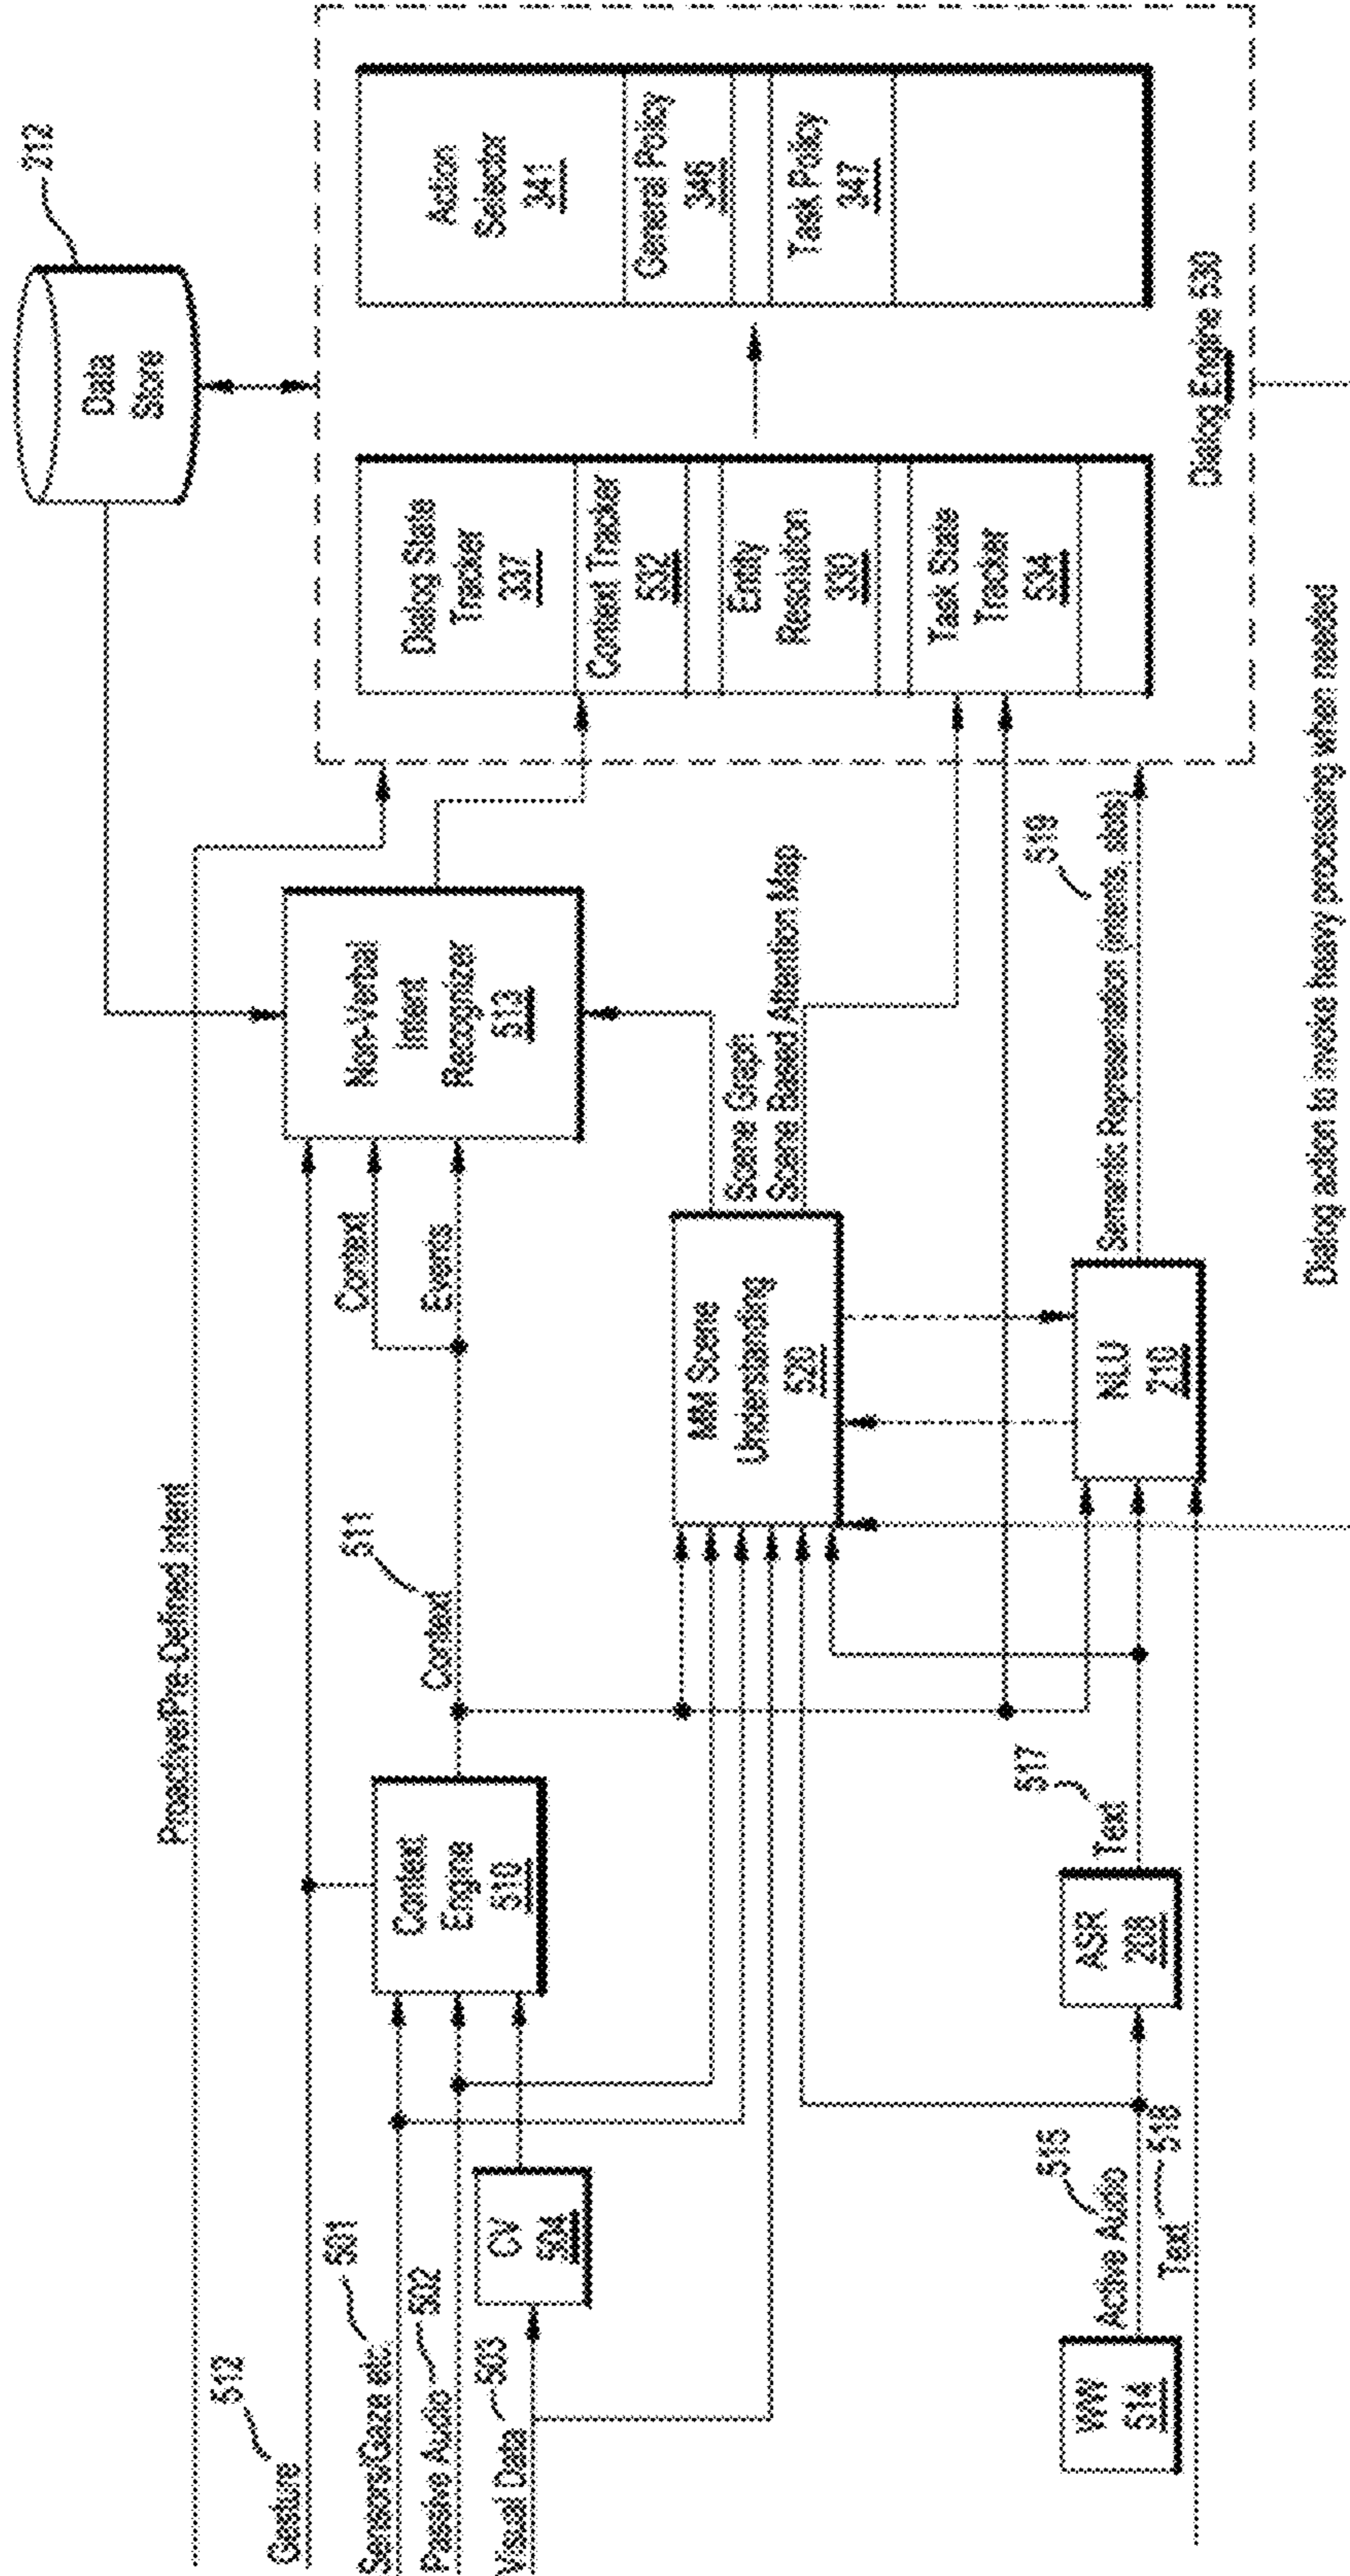 212
Data
Store
Proactive/Pre-Defined Intent
512
Gesture
501
Sensors/Gaze etc.
502
Passive Audio
503
Visual Data
CV
504
Context
Engine
510
511
Context
Context
Events
Non-Verbal
Intent
Recognizer
513
MM Scene
Understanding
520
Scene Graph
Scene Based Attention Map
WW
514
515
Active Audio
516
Text
ASR
208
517
Text
NLU
210
519
Semantic Representation (intents, slots)
Dialog State
Tracker
337
Context Tracker
532
Entity
Resolution
330
Task State
Tracker
534
Action
Selector
341
General Policy
346
Task Policy
347
Dialog Engine 530
Dialog action to invoke heavy processing when needed